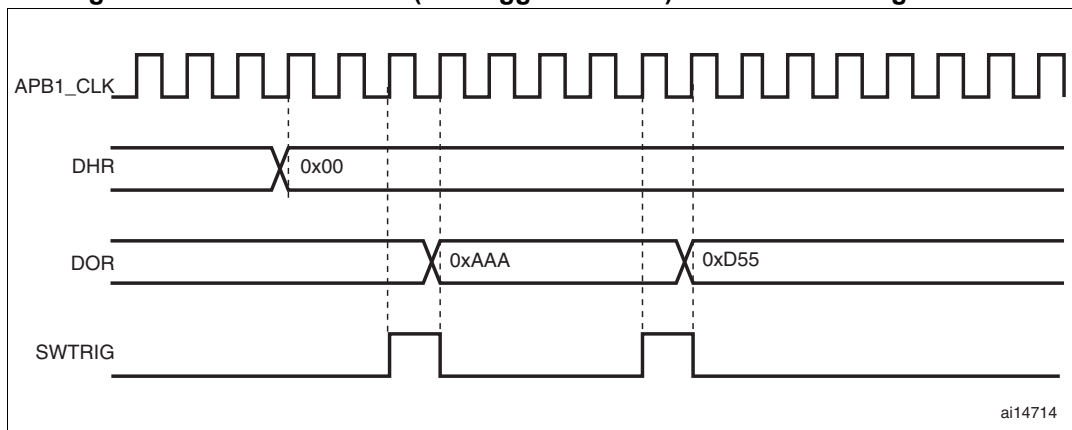 APB1_CLK
DHR
0x00
DOR
0xAAA
0xD55
SWTRIG
ai14714